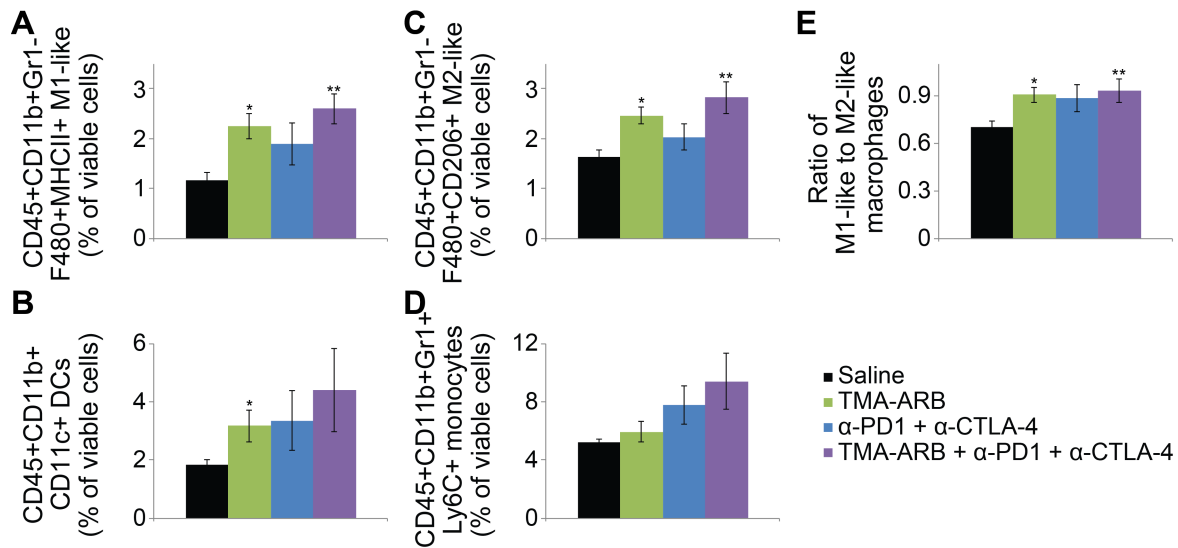 A
CD45+CD11b+Gr1-
F480+MHCII+ M1-like
(% of viable cells)
3
2
1
0
*
**
C
CD45+CD11b+Gr1-
F480+CD206+ M2-like
(% of viable cells)
3
2
1
0
*
**
E
Ratio of
M1-like to M2-like
macrophages
0.9
0.6
0.3
0
*
**
B
CD45+CD11b+
CD11c+ DCs
(% of viable cells)
6
4
2
0
*
D
CD45+CD11b+Gr1+
Ly6C+ monocytes
(% of viable cells)
12
8
4
0
Saline
TMA-ARB
α-PD1 + α-CTLA-4
TMA-ARB + α-PD1 + α-CTLA-4